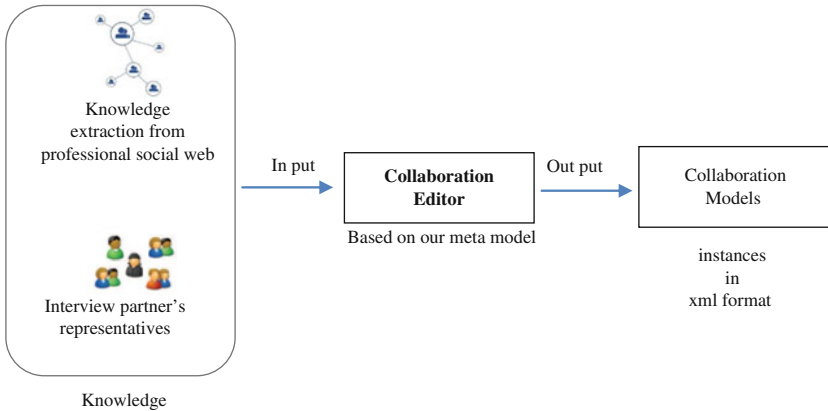 Knowledge
extraction from
professional social web
Interview partner's
representatives
Knowledge
In put
Collaboration
Editor
Based on our meta model
Out put
Collaboration
Models
instances
in
xml format